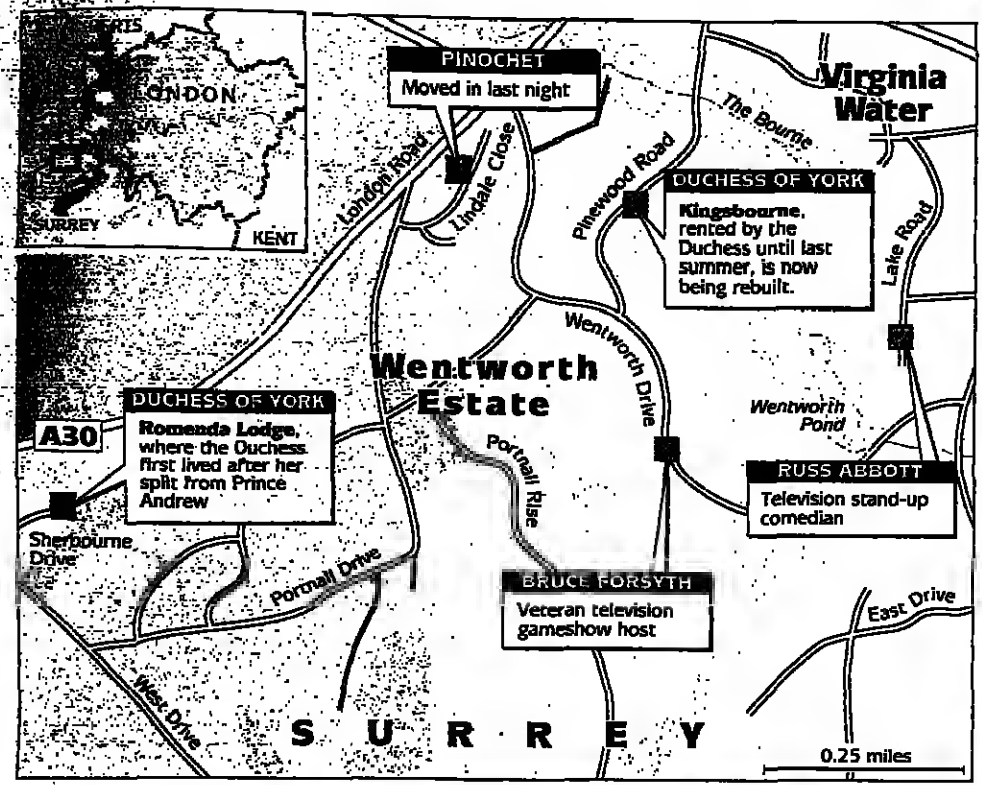 LONDON
SURREY
KENT
PINOCHET
Moved in last night
London Road
Lindale Close
Virginia
Water
The Bourne
Pinewood Road
DUCHESS OF YORK
Kingsbourne,
rented by the
Duchess until last
summer, is now
being rebuilt.
Lake Road
Wentworth Drive
Wentworth
Estate
Wentworth
Pond
DUCHESS OF YORK
Romenda Lodge,
where the Duchess
first lived after her
split from Prince
Andrew
A30
Portnall Rise
RUSS ABBOTT
Television stand-up
comedian
Sherbourne
Drive
Portnall Drive
BRUCE FORSYTH
Veteran television
gameshow host
East Drive
West Drive
SURREY
0.25 miles